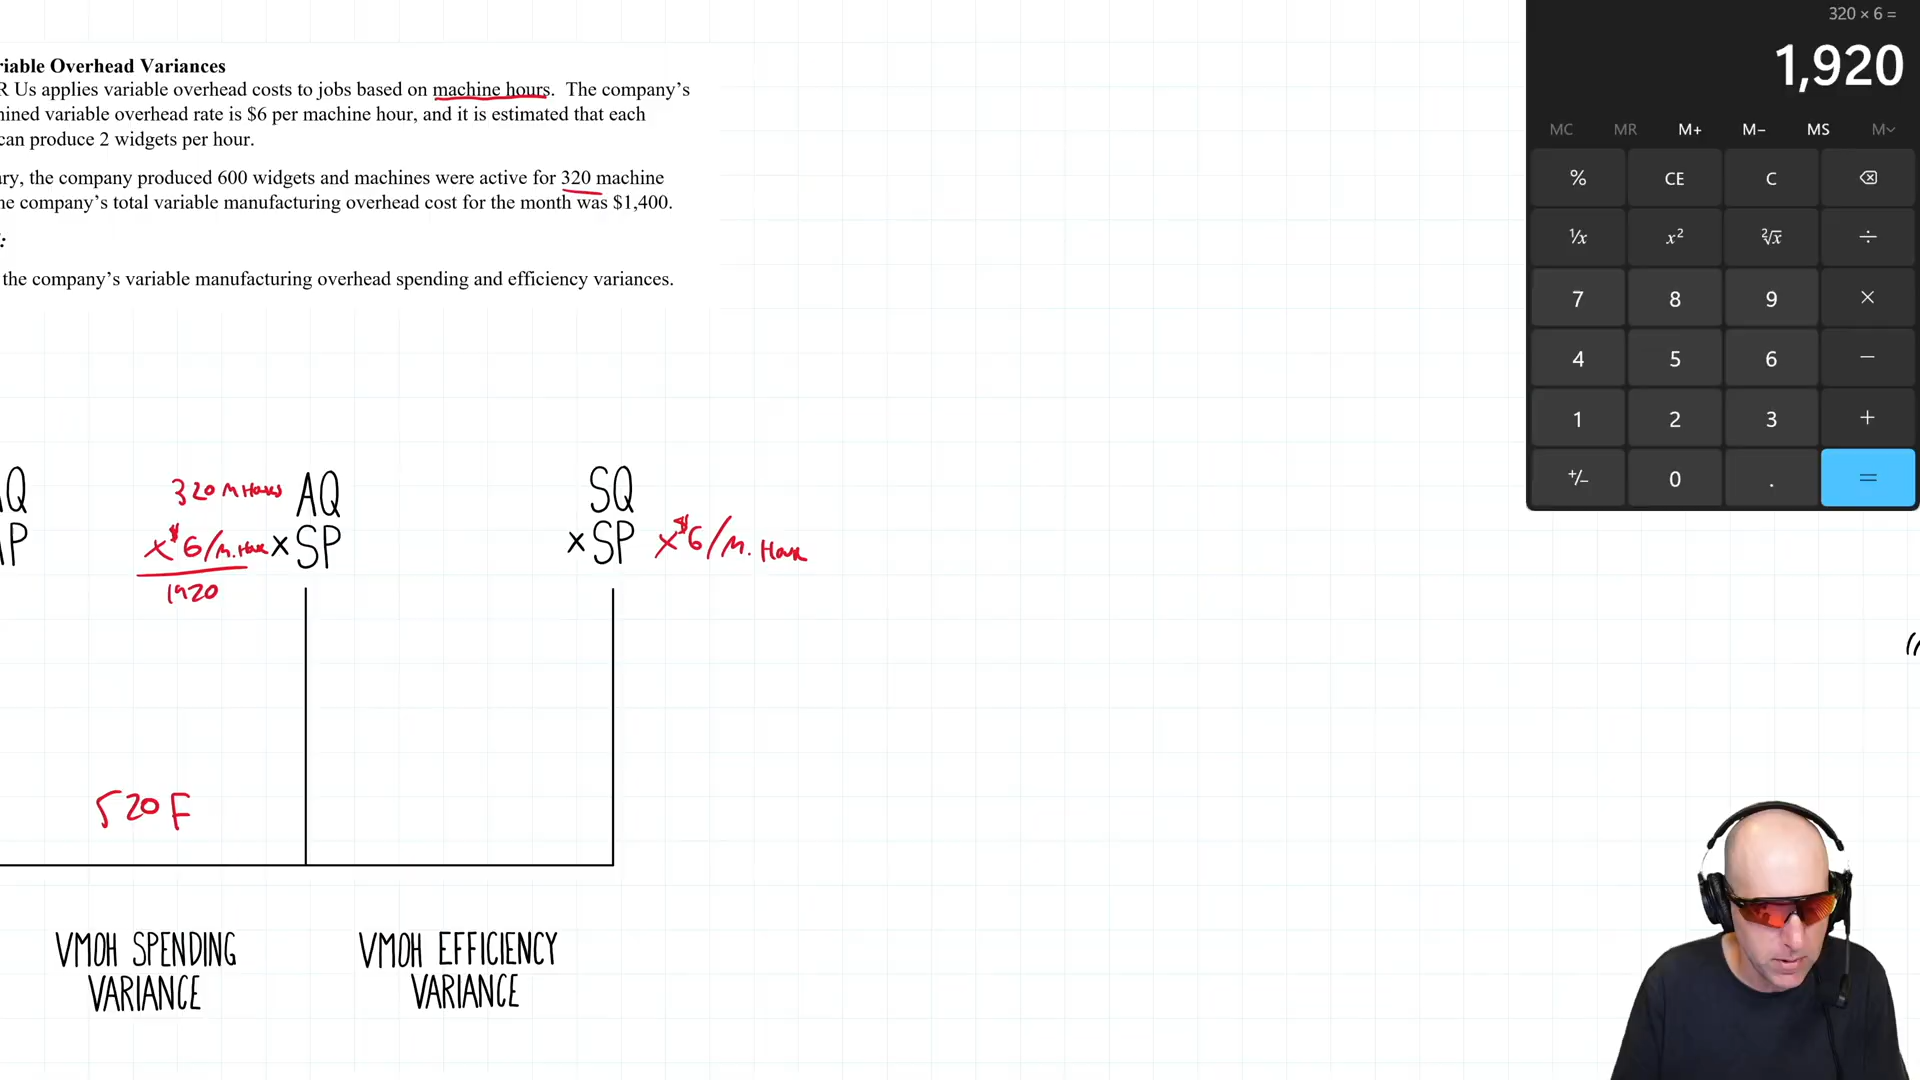 riable Overhead Variances
R Us applies variable overhead costs to jobs based on machine hours. The company's
nined variable overhead rate is $6 per machine hour, and it is estimated that each
can produce 2 widgets per hour.
ary, the company produced 600 widgets and machines were active for 320 machine
ne company's total variable manufacturing overhead cost for the month was $1,400.
:
the company's variable manufacturing overhead spending and efficiency variances.
320 × 6 =
1,920
MC MR M+ M− MS M˅
% CE C
⅟x x² ²√x ÷
7 8 9 ×
4 5 6 −
1 2 3 +
+/− 0 . =
Q 320 M Hours AQ SQ
P ×$6/M. Hour ×SP ×SP ×$6/M. Hour
1920
520 F
VMOH SPENDING
VARIANCE
VMOH EFFICIENCY
VARIANCE